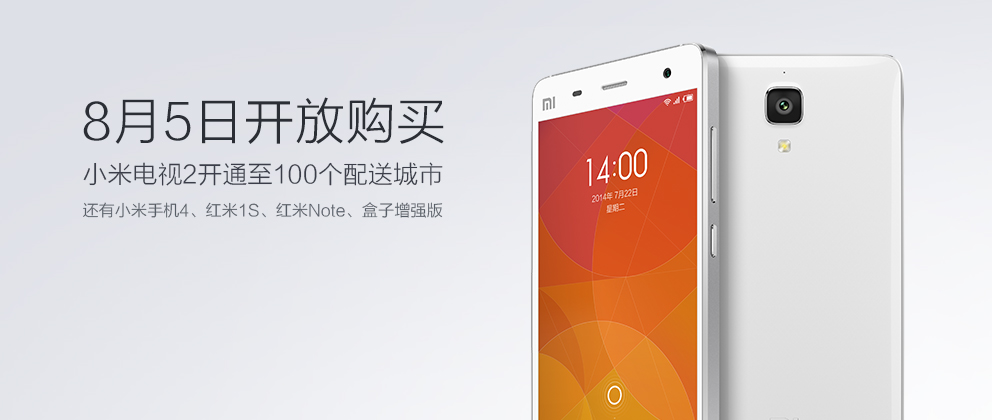 8月5日开放购买
小米电视2开通至100个配送城市
还有小米手机4、红米1S、红米Note、盒子增强版
MI
14:00
2014年 7月22日
星期二